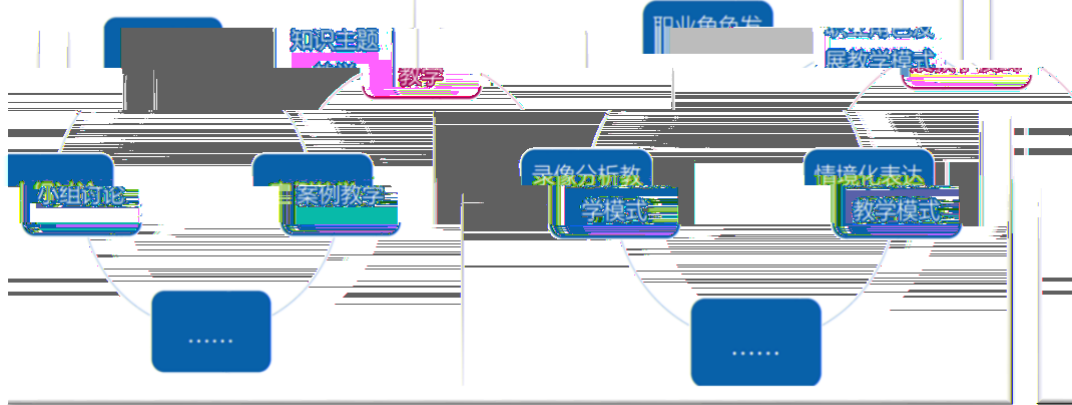 知识主题
教学
职业角色发
展教学模式
小组讨论
案例教学
录像分析教
学模式
情境化表达
教学模式
……
……